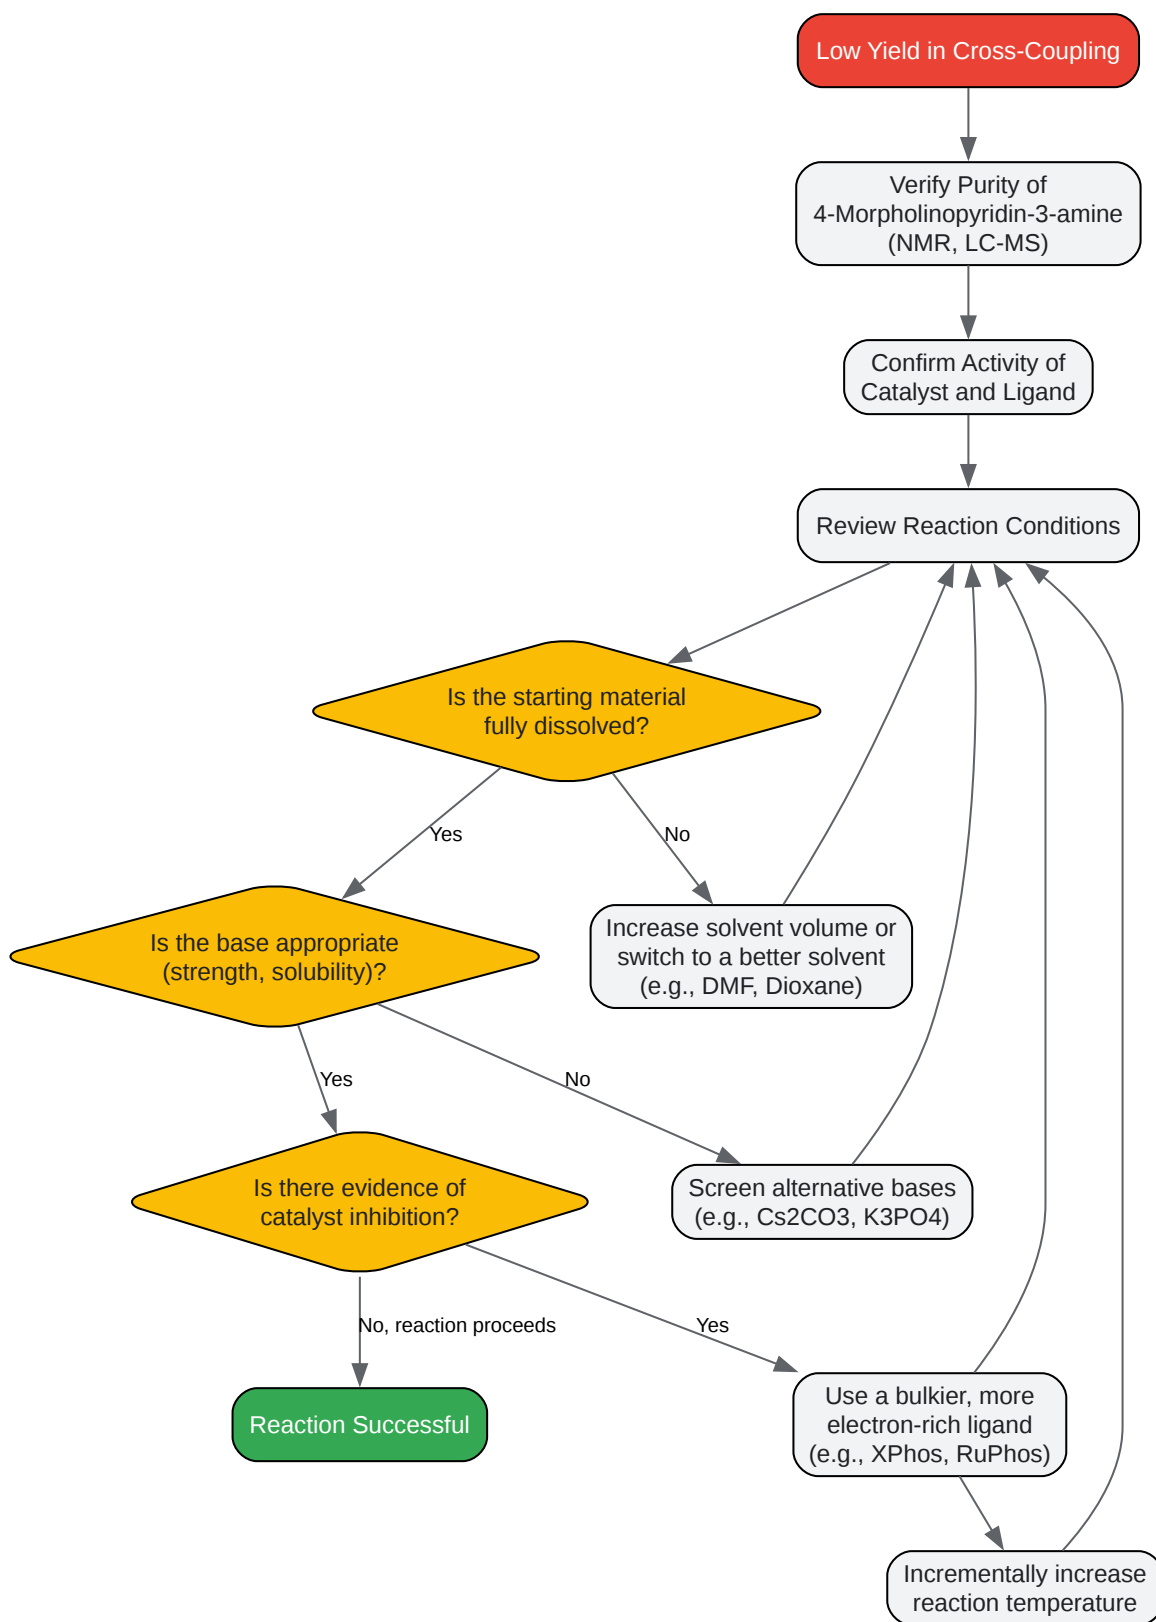 Low Yield in Cross-Coupling
Verify Purity of
4-Morpholinopyridin-3-amine
(NMR, LC-MS)
Confirm Activity of
Catalyst and Ligand
Review Reaction Conditions
Is the starting material
fully dissolved?
Yes
No
Is the base appropriate
(strength, solubility)?
Increase solvent volume or
switch to a better solvent
(e.g., DMF, Dioxane)
Yes
No
Is there evidence of
catalyst inhibition?
Screen alternative bases
(e.g., Cs2CO3, K3PO4)
No, reaction proceeds
Yes
Reaction Successful
Use a bulkier, more
electron-rich ligand
(e.g., XPhos, RuPhos)
Incrementally increase
reaction temperature